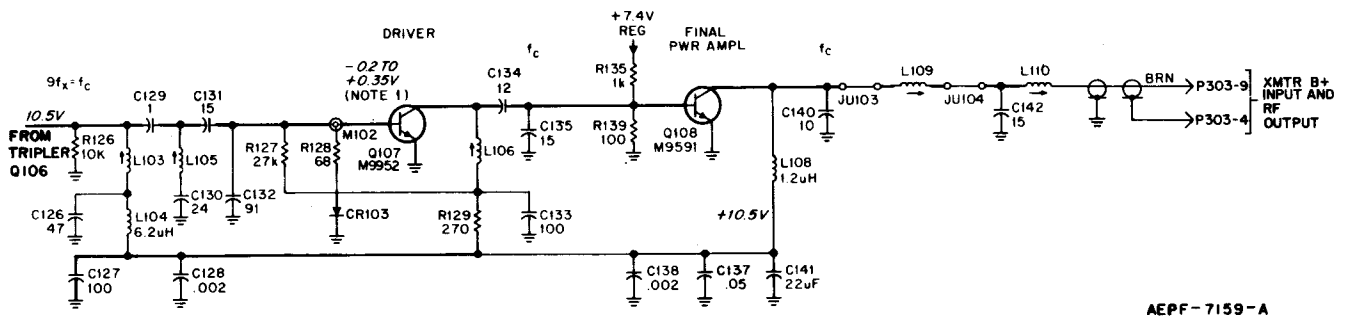 +7.4V
REG
DRIVER
FINAL
PWR AMPL
fc
fc
9fx=fc
-0.2 TO
+0.35V
(NOTE 1)
C134
12
R135
1k
L109
L110
BRN
P303-9
XMTR B+
INPUT AND
RF
OUTPUT
P303-4
C129
1
C131
15
10.5V
FROM
TRIPLER
Q106
R126
10K
L103
L105
R127
27k
R128
68
M102
Q107
M9952
L106
C135
15
R139
100
Q108
M9591
C140
10
JU103
JU104
C142
15
L108
1.2uH
C126
47
L104
6.2uH
C130
24
C132
91
CR103
R129
270
C133
100
+10.5V
C127
100
C128
.002
C138
.002
C137
.05
C141
22uF
AEPF-7159-A